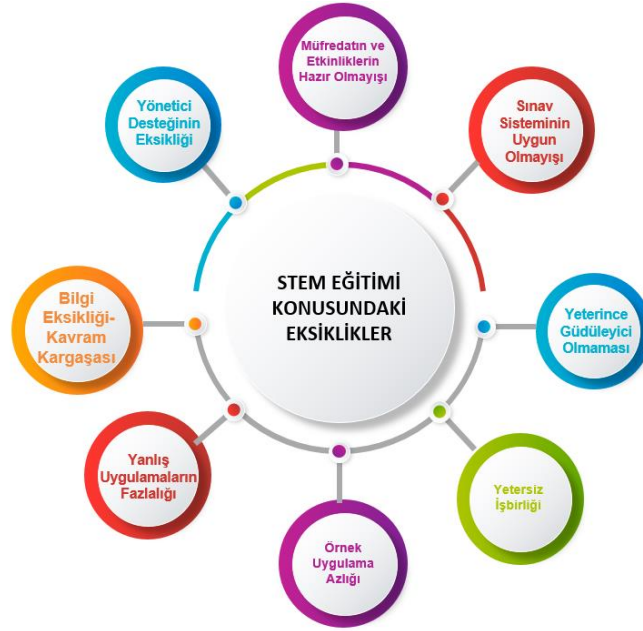 Müfredatın ve
Etkinliklerin
Hazır Olmayışı
Sınav
Sisteminin
Uygun
Olmayışı
Yeterince
Güdüleyici
Olmaması
Yetersiz
İşbirliği
Örnek
Uygulama
Azlığı
Yanlış
Uygulamaların
Fazlalığı
Bilgi
Eksikliği-
Kavram
Kargaşası
Yönetici
Desteğinin
Eksikliği
STEM EĞİTİMİ
KONUSUNDAKİ
EKSİKLİKLER